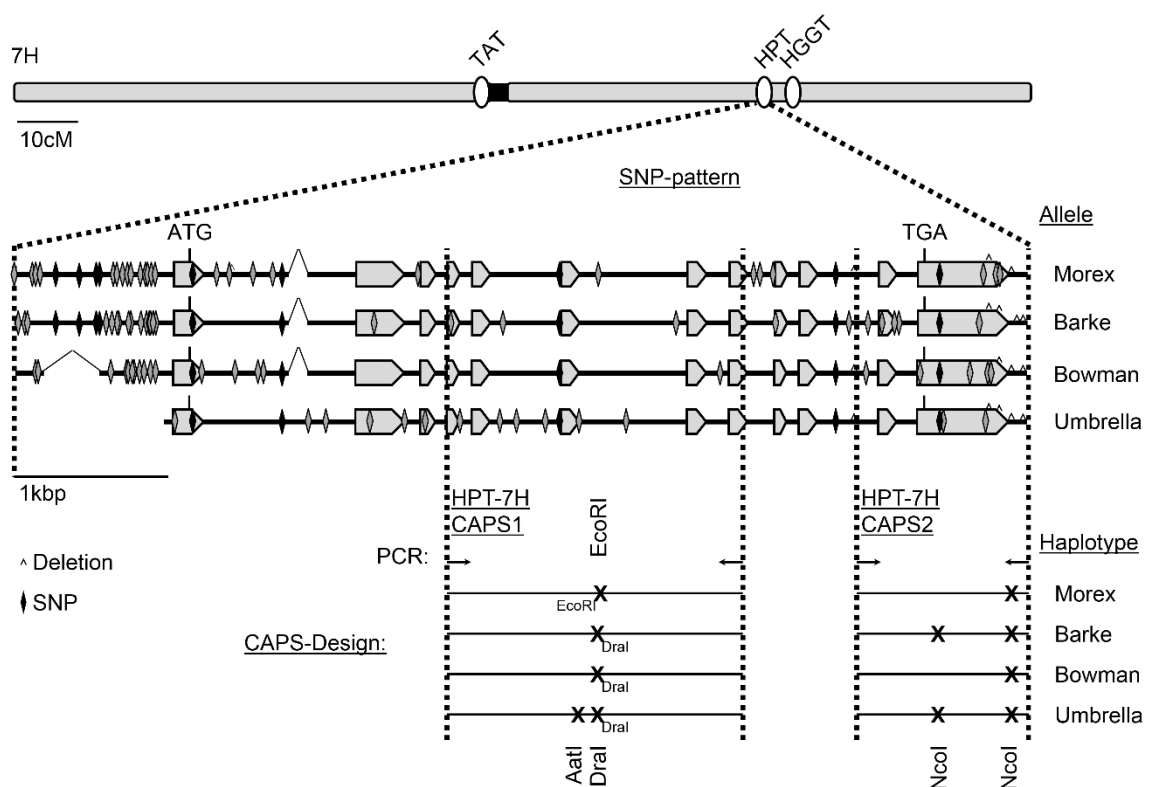 7H
TAT
HPT
HGGT
10cM
SNP-pattern
Allele
ATG
TGA
Morex
Barke
Bowman
Umbrella
1kbp
HPT-7H
CAPS1
EcoRI
HPT-7H
CAPS2
PCR:
Haplotype
Deletion
SNP
CAPS-Design:
EcoRI
X
X
Morex
X
DraI
X
X
Barke
X
DraI
X
Bowman
X
X
DraI
X
X
Umbrella
AatI
DraI
NcoI
NcoI